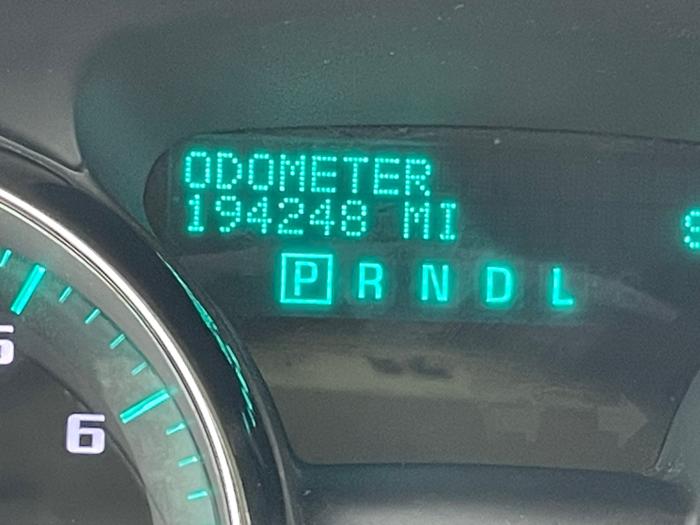 ODOMETER
194248 MI
P R N D L
6